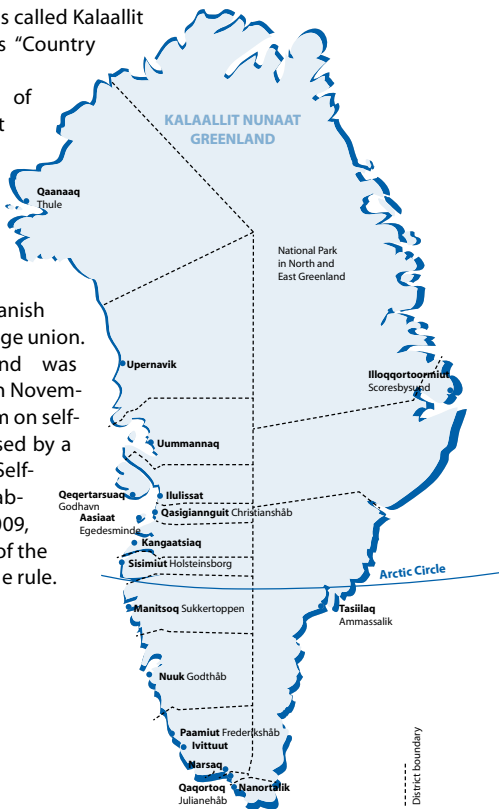 s called Kalaallit
s “Country
of
t
anish
ge union.
nd was
n Novem-
m on self-
sed by a
Self-
ab-
009,
of the
e rule.
KALAALLIT NUNAAT
GREENLAND
Qaanaaq
Thule
National Park
in North and
East Greenland
Upernavik
Illoqqortoormiut
Scoresbysund
Uummannaq
Qeqertarsuaq
Godhavn
Ilulissat
Aasiaat
Egedesminde
Qasigiannguit Christianshåb
Kangaatsiaq
Sisimiut Holsteinsborg
Arctic Circle
Manitsoq Sukkertoppen
Tasiilaq
Ammassalik
Nuuk Godthåb
Paamiut Frederikshåb
Ivittuut
Narsaq
Qaqortoq
Julianehåb
Nanortalik
District boundary